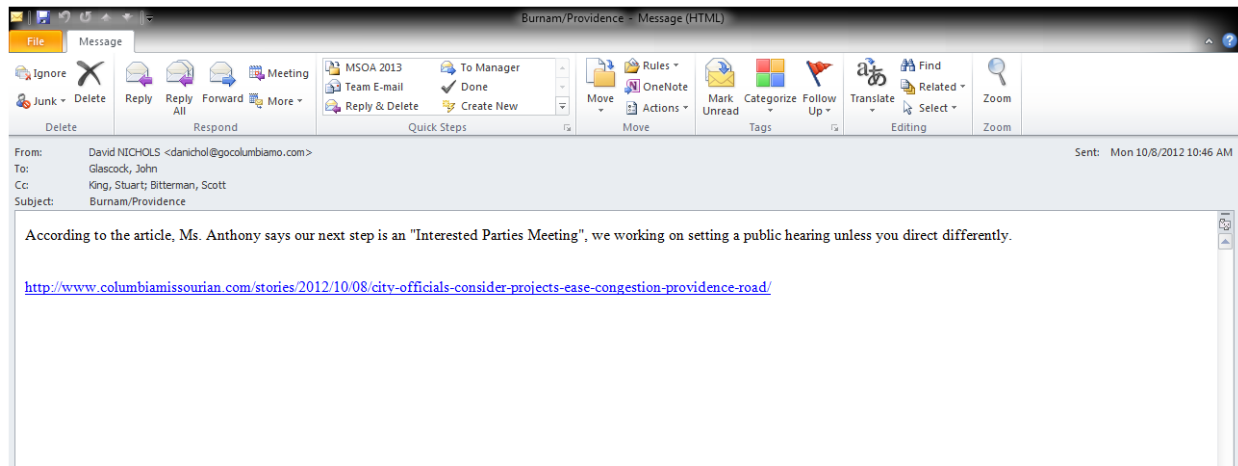 Burnam/Providence - Message (HTML)
File Message
Ignore
Junk
Delete
Reply
Reply All
Forward
Meeting
More
MSOA 2013
Team E-mail
Reply & Delete
To Manager
Done
Create New
Move
Rules
OneNote
Actions
Mark Unread
Categorize
Follow Up
Translate
Find
Related
Select
Zoom
Delete Respond Quick Steps Move Tags Editing Zoom
From: David NICHOLS <danichol@gocolumbiamo.com> Sent: Mon 10/8/2012 10:46 AM
To: Glascock, John
Cc: King, Stuart; Bitterman, Scott
Subject: Burnam/Providence
According to the article, Ms. Anthony says our next step is an "Interested Parties Meeting", we working on setting a public hearing unless you direct differently.
http://www.columbiamissourian.com/stories/2012/10/08/city-officials-consider-projects-ease-congestion-providence-road/